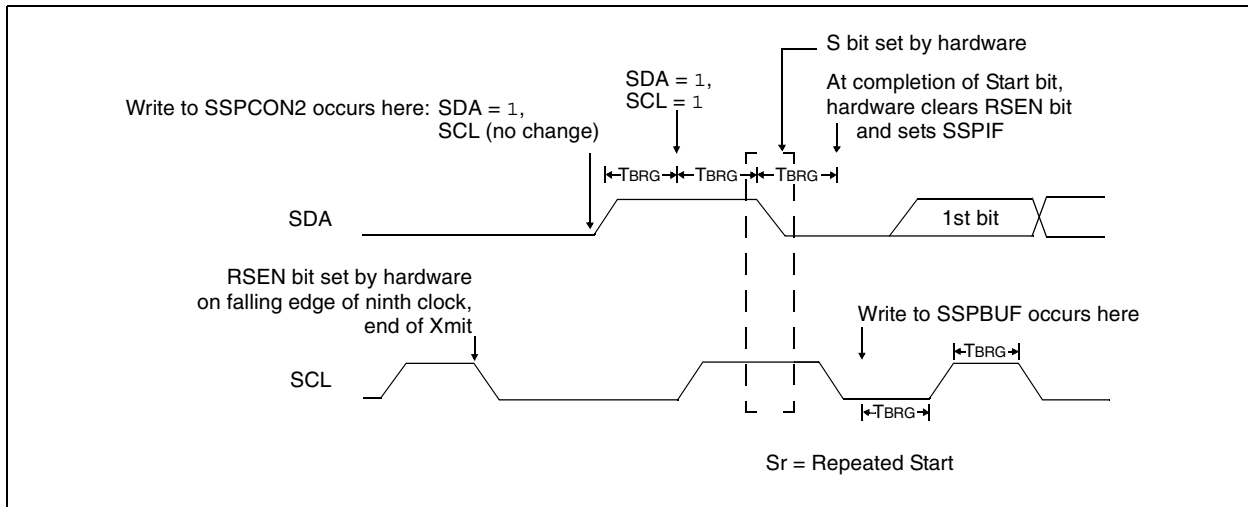 S bit set by hardware
SDA = 1,
SCL = 1
At completion of Start bit,
hardware clears RSEN bit
and sets SSPIF
Write to SSPCON2 occurs here: SDA = 1,
SCL (no change)
TBRG
TBRG
TBRG
SDA
1st bit
RSEN bit set by hardware
on falling edge of ninth clock,
end of Xmit
Write to SSPBUF occurs here
TBRG
SCL
TBRG
Sr = Repeated Start